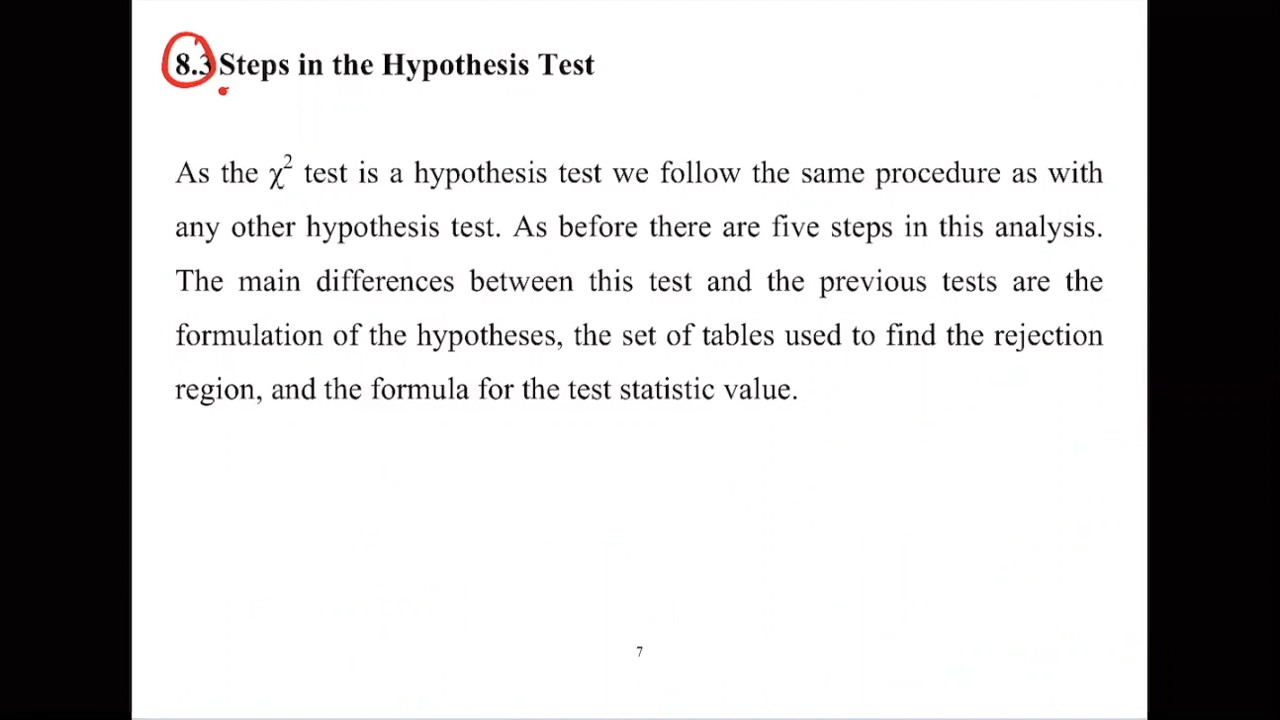 8.3 Steps in the Hypothesis Test
As the χ² test is a hypothesis test we follow the same procedure as with
any other hypothesis test. As before there are five steps in this analysis.
The main differences between this test and the previous tests are the
formulation of the hypotheses, the set of tables used to find the rejection
region, and the formula for the test statistic value.
7